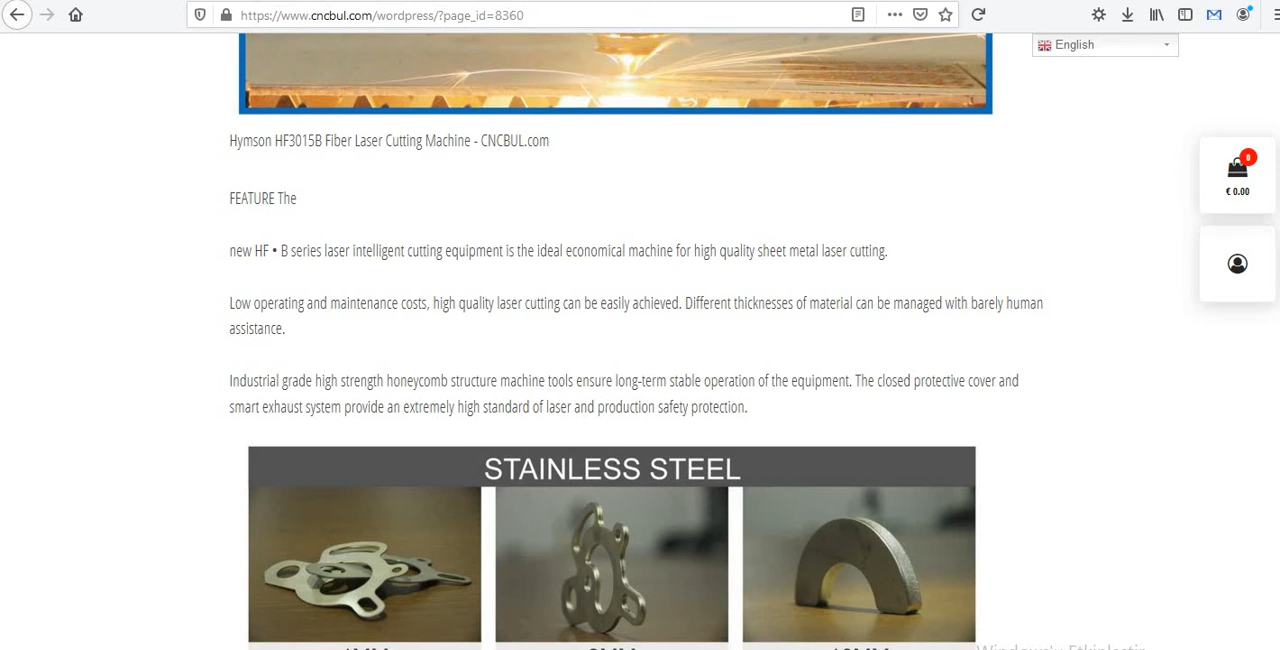 https://www.cncbul.com/wordpress/?page_id=8360
English
Hymson HF3015B Fiber Laser Cutting Machine - CNCBUL.com
0
€ 0.00
FEATURE The
new HF • B series laser intelligent cutting equipment is the ideal economical machine for high quality sheet metal laser cutting.
Low operating and maintenance costs, high quality laser cutting can be easily achieved. Different thicknesses of material can be managed with barely human
assistance.
Industrial grade high strength honeycomb structure machine tools ensure long-term stable operation of the equipment. The closed protective cover and
smart exhaust system provide an extremely high standard of laser and production safety protection.
STAINLESS STEEL